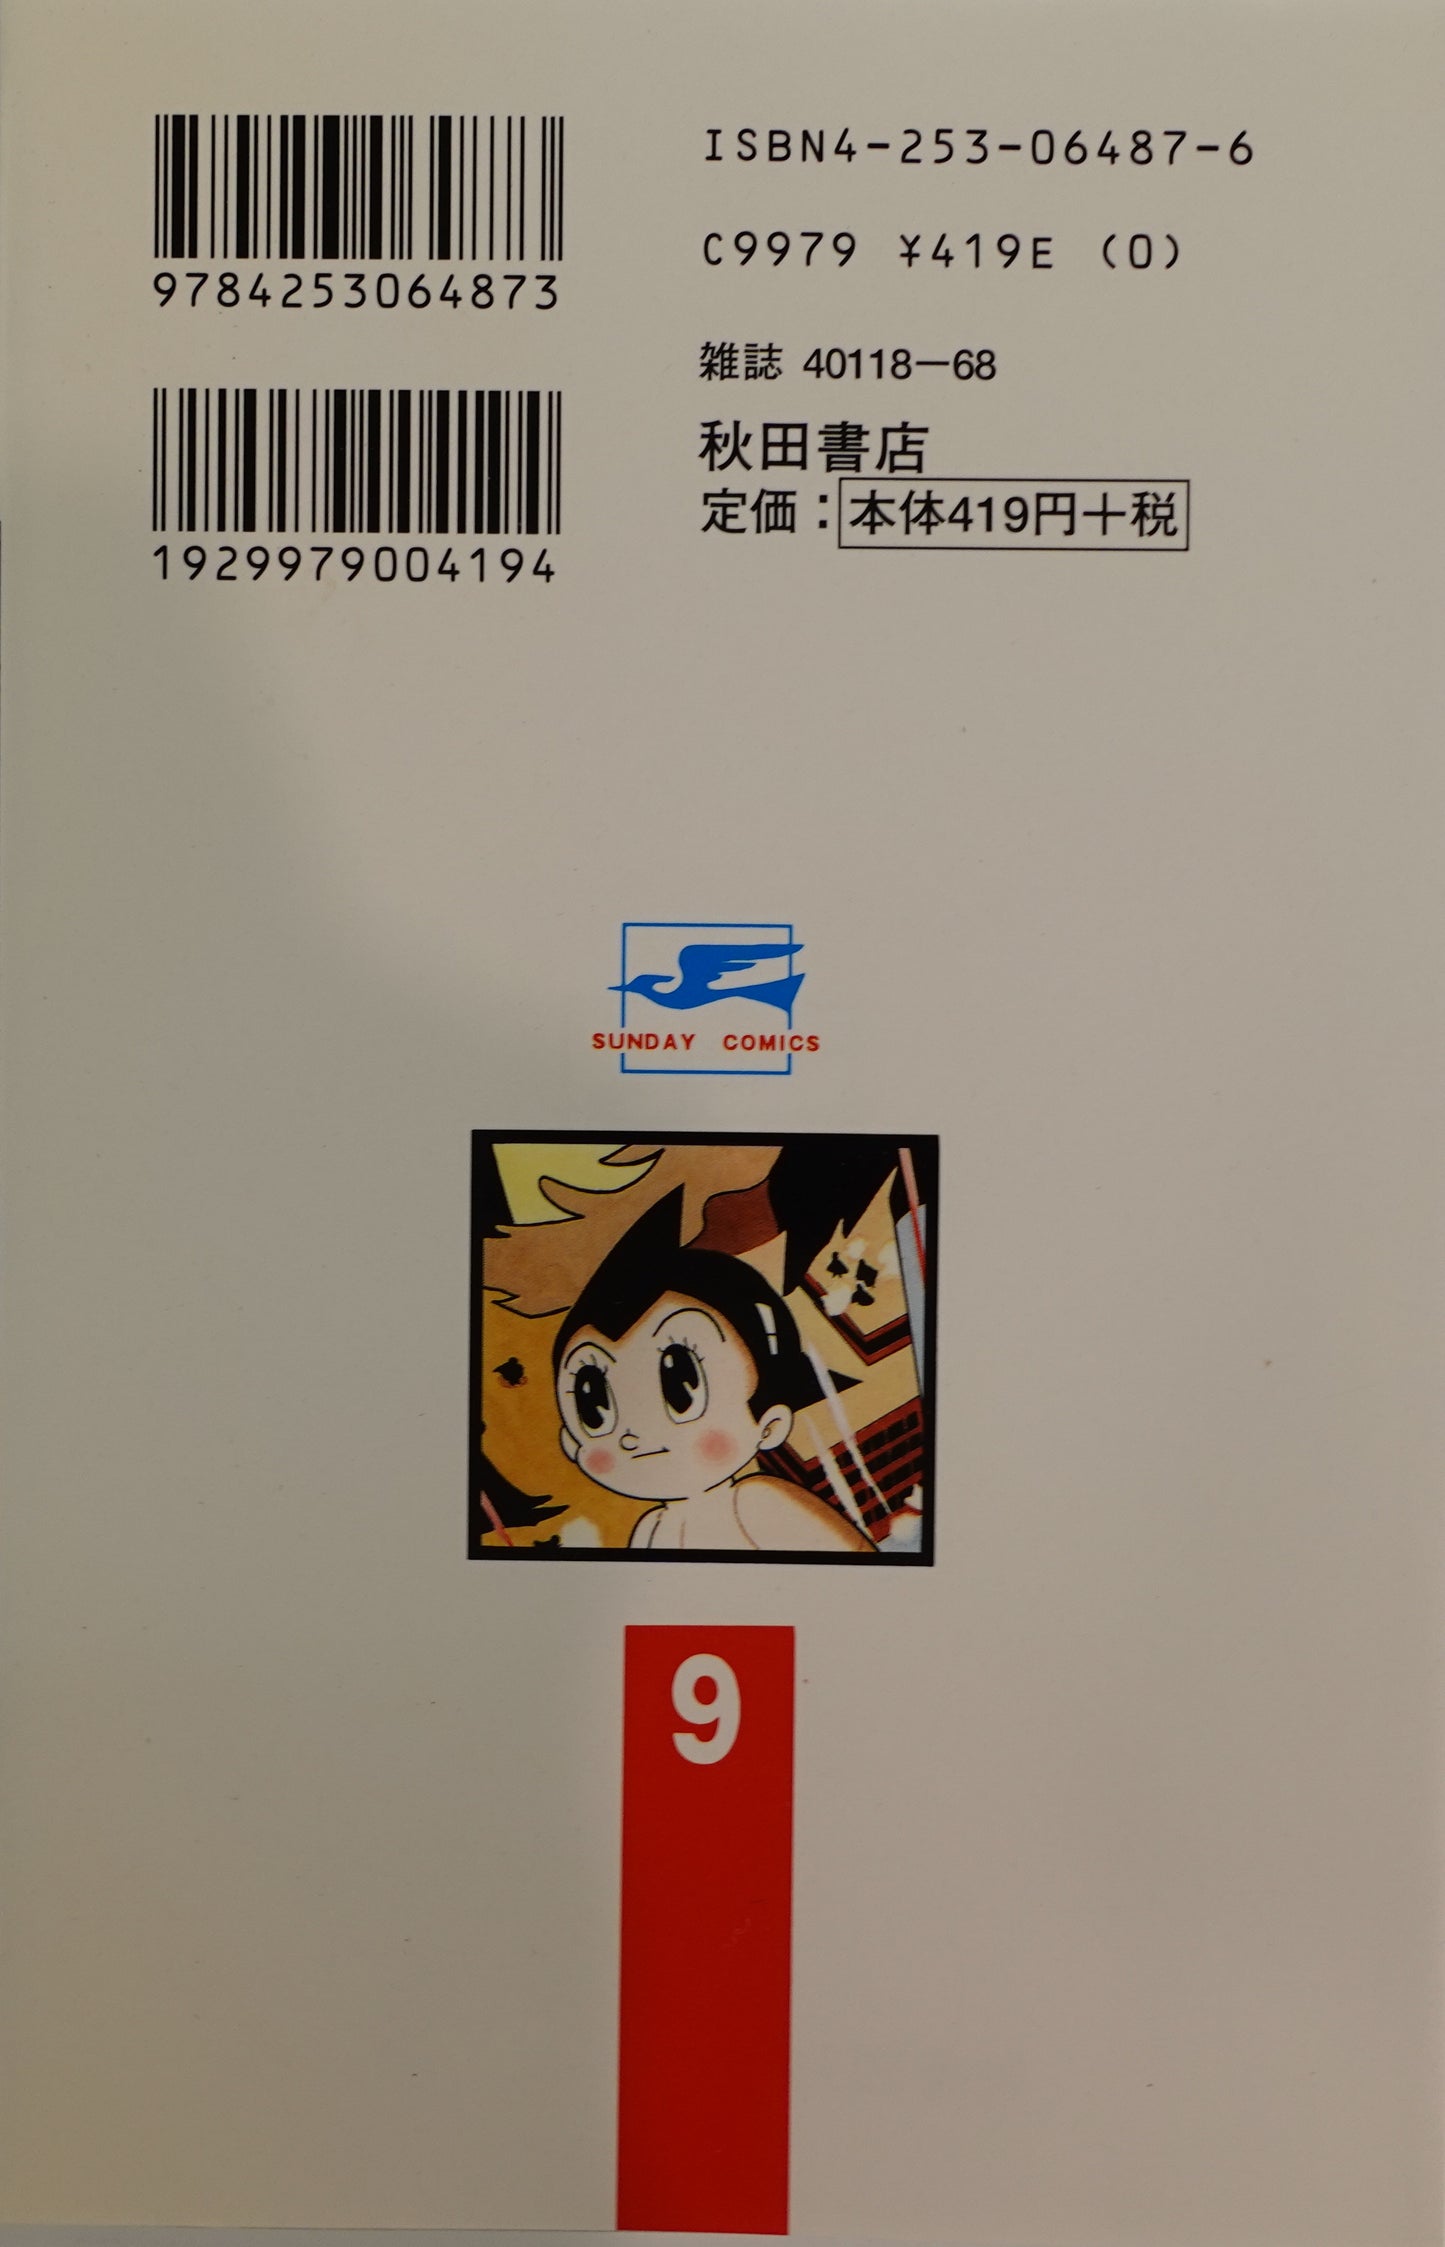 9784253064873
1929979004194
ISBN4-253-06487-6
C9979 ¥419E (0)
雑誌 40118-68
秋田書店
定価：本体419円+税
SUNDAY COMICS
9